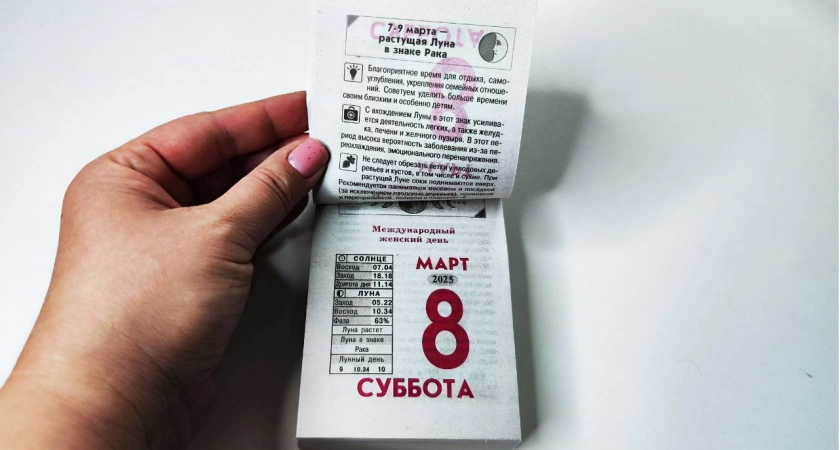 7-9 марта —
растущая Луна
в знаке Рака
Благоприятное время для отдыха, само-
углубления, укрепления семейных отноше-
ний. Советуем уделить больше времени
своим близким и особенно детям.
С вхождением Луны в этот знак усилива-
ется деятельность легких, а также желуд-
ка, печени и желчного пузыря. В этот пе-
риод высока вероятность заболевания из-за пе-
реохлаждения, эмоционального перенапряжения.
Не следует обрезать ветки у плодовых де-
ревьев и кустов, в том числе и сухие. При
растущей Луне соки поднимаются вверх.
Рекомендуется заниматься посевом и посадкой
(за исключением плодовых деревьев),
Международный
женский день
СОЛНЦЕ
Восход 07.04
Заход 18.18
Долгота дня 11.14
ЛУНА
Заход 05.22
Восход 10.34
Фаза 63%
Луна растет
Луна в знаке
Рака
Лунный день
9 10.34 10
МАРТ
2025
8
СУББОТА